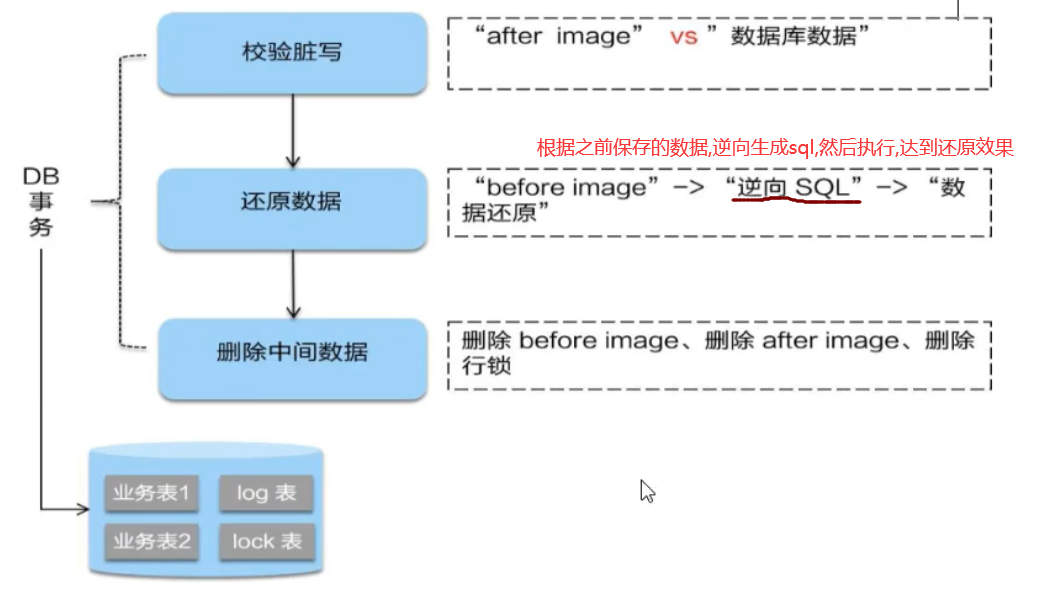 校验脏写
“after image” vs ”数据库数据”
根据之前保存的数据,逆向生成sql,然后执行,达到还原效果
DB
事
务
还原数据
“before image”–> “逆向 SQL”–> “数
据还原”
删除中间数据
删除 before image、删除 after image、删除
行锁
业务表1
log 表
业务表2
lock 表